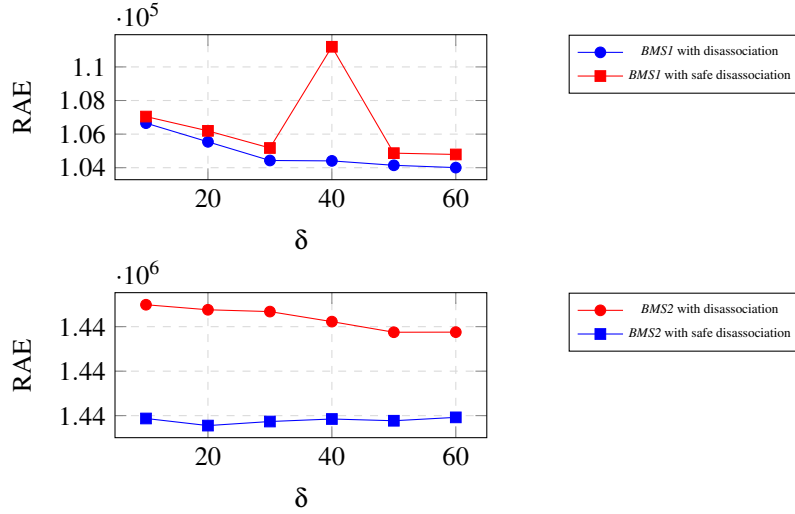 ·10^5
1.1
1.08
1.06
1.04
RAE
20 40 60
δ
BMS1 with disassociation
BMS1 with safe disassociation
·10^6
1.44
1.44
1.44
RAE
20 40 60
δ
BMS2 with disassociation
BMS2 with safe disassociation